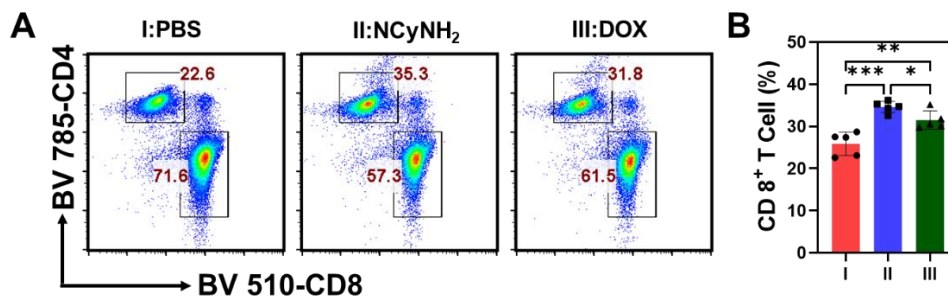 A
I:PBS
II:NCyNH₂
III:DOX
BV 785-CD4
22.6
71.6
35.3
57.3
31.8
61.5
BV 510-CD8
B
CD 8⁺ T Cell (%)
50
40
30
20
10
0
**
*** *
I II III